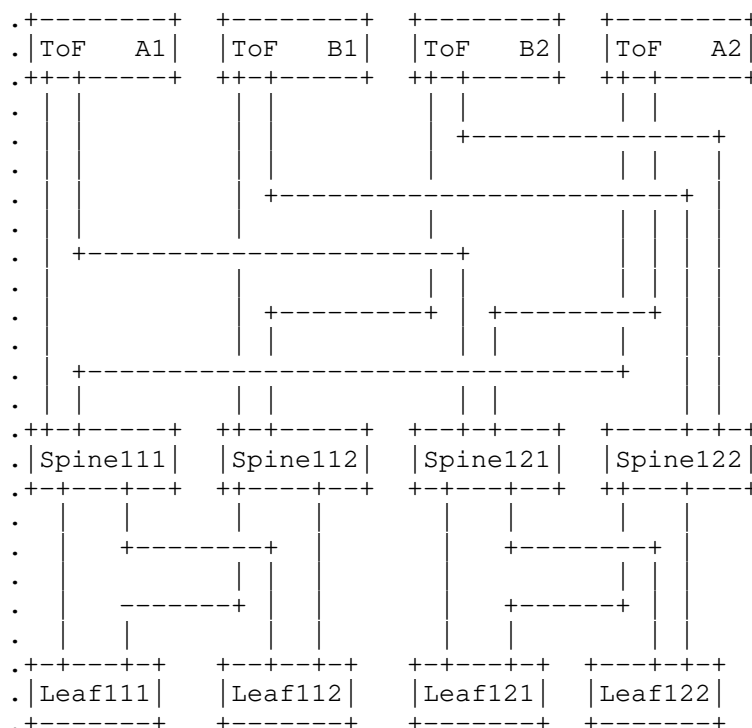 ToF A1 ToF B1 ToF B2 ToF A2
Spine111 Spine112 Spine121 Spine122
Leaf111 Leaf112 Leaf121 Leaf122